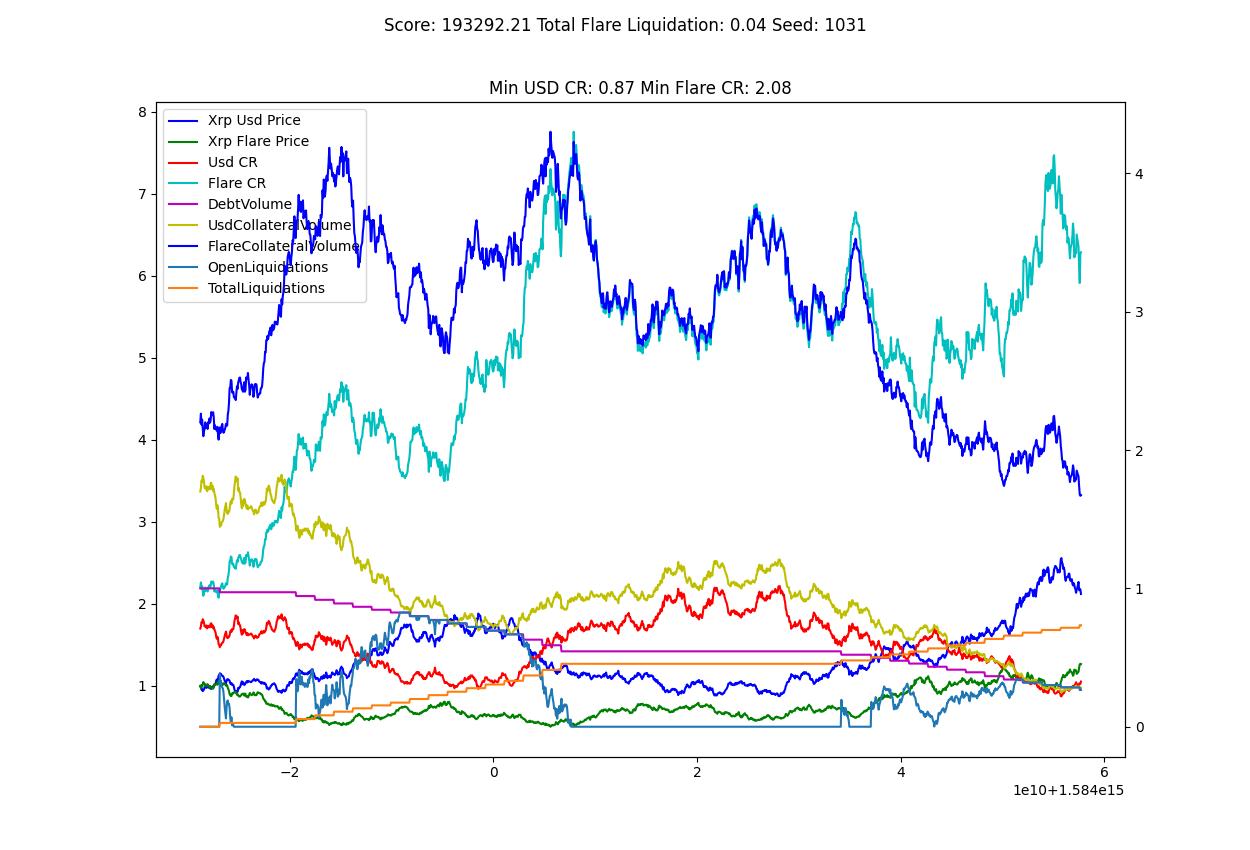 Score: 193292.21 Total Flare Liquidation: 0.04 Seed: 1031
Min USD CR: 0.87 Min Flare CR: 2.08
Xrp Usd Price
Xrp Flare Price
Usd CR
Flare CR
DebtVolume
UsdCollateralVolume
FlareCollateralVolume
OpenLiquidations
TotalLiquidations
8
7
6
5
4
3
2
1
4
3
2
1
0
−2
0
2
4
6
1e10+1.584e15